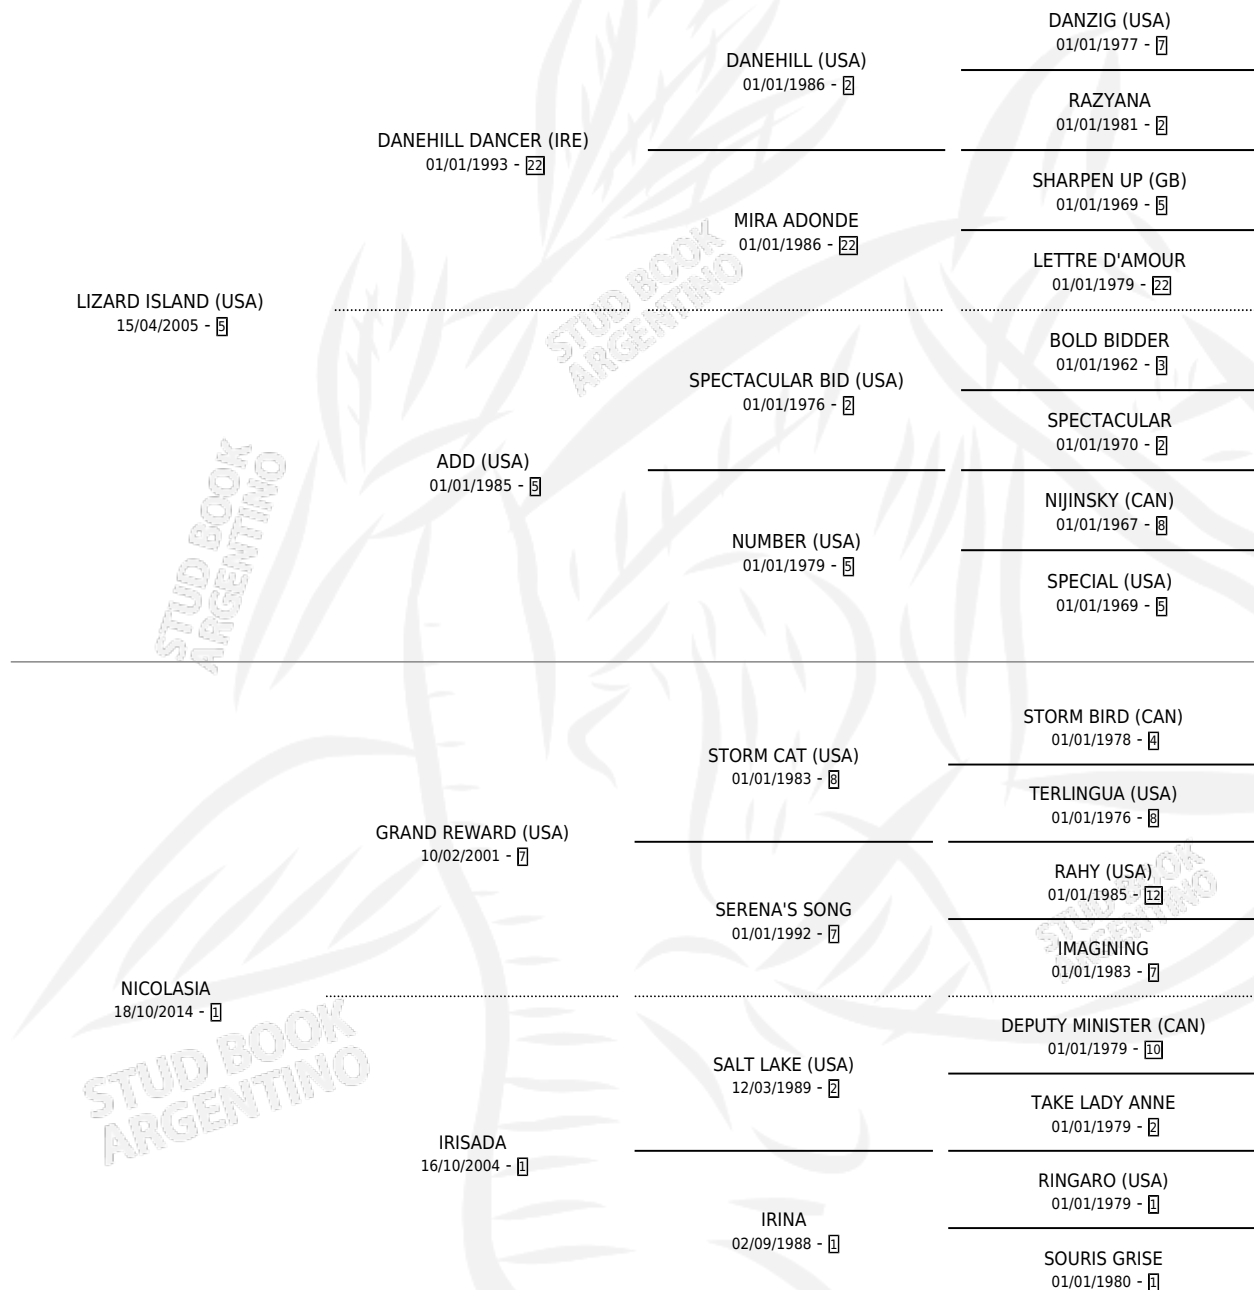 DANZIG (USA)
01/01/1977 - 7
DANEHILL (USA)
01/01/1986 - 2
RAZYANA
01/01/1981 - 2
DANEHILL DANCER (IRE)
01/01/1993 - 22
SHARPEN UP (GB)
01/01/1969 - 5
MIRA ADONDE
01/01/1986 - 22
LETTRE D'AMOUR
01/01/1979 - 22
LIZARD ISLAND (USA)
15/04/2005 - 5
STUD BOOK
ARGENTINO
BOLD BIDDER
01/01/1962 - 3
SPECTACULAR BID (USA)
01/01/1976 - 2
SPECTACULAR
01/01/1970 - 2
ADD (USA)
01/01/1985 - 5
NIJINSKY (CAN)
01/01/1967 - 8
NUMBER (USA)
01/01/1979 - 5
SPECIAL (USA)
01/01/1969 - 5
STUD BOOK
ARGENTINO
STORM BIRD (CAN)
01/01/1978 - 4
STORM CAT (USA)
01/01/1983 - 8
TERLINGUA (USA)
01/01/1976 - 8
GRAND REWARD (USA)
10/02/2001 - 7
RAHY (USA)
01/01/1985 - 12
SERENA'S SONG
01/01/1992 - 7
IMAGINING
01/01/1983 - 7
STUD BOOK
ARGENTINO
NICOLASIA
18/10/2014 - 1
DEPUTY MINISTER (CAN)
01/01/1979 - 10
SALT LAKE (USA)
12/03/1989 - 2
TAKE LADY ANNE
01/01/1979 - 2
STUD BOOK
ARGENTINO
IRISADA
16/10/2004 - 1
RINGARO (USA)
01/01/1979 - 1
IRINA
02/09/1988 - 1
SOURIS GRISE
01/01/1980 - 1